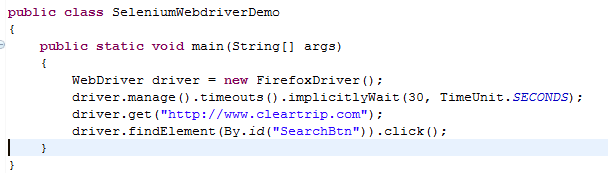 public class SeleniumWebdriverDemo
{
public static void main(String[] args)
{
WebDriver driver = new FirefoxDriver();
driver.manage().timeouts().implicitlyWait(30, TimeUnit.SECONDS);
driver.get("http://www.cleartrip.com");
driver.findElement(By.id("SearchBtn")).click();
}
}